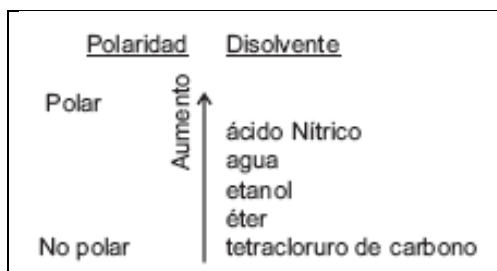 Polaridad Disolvente
Polar
Aumento
ácido Nítrico
agua
etanol
éter
No polar tetracloruro de carbono